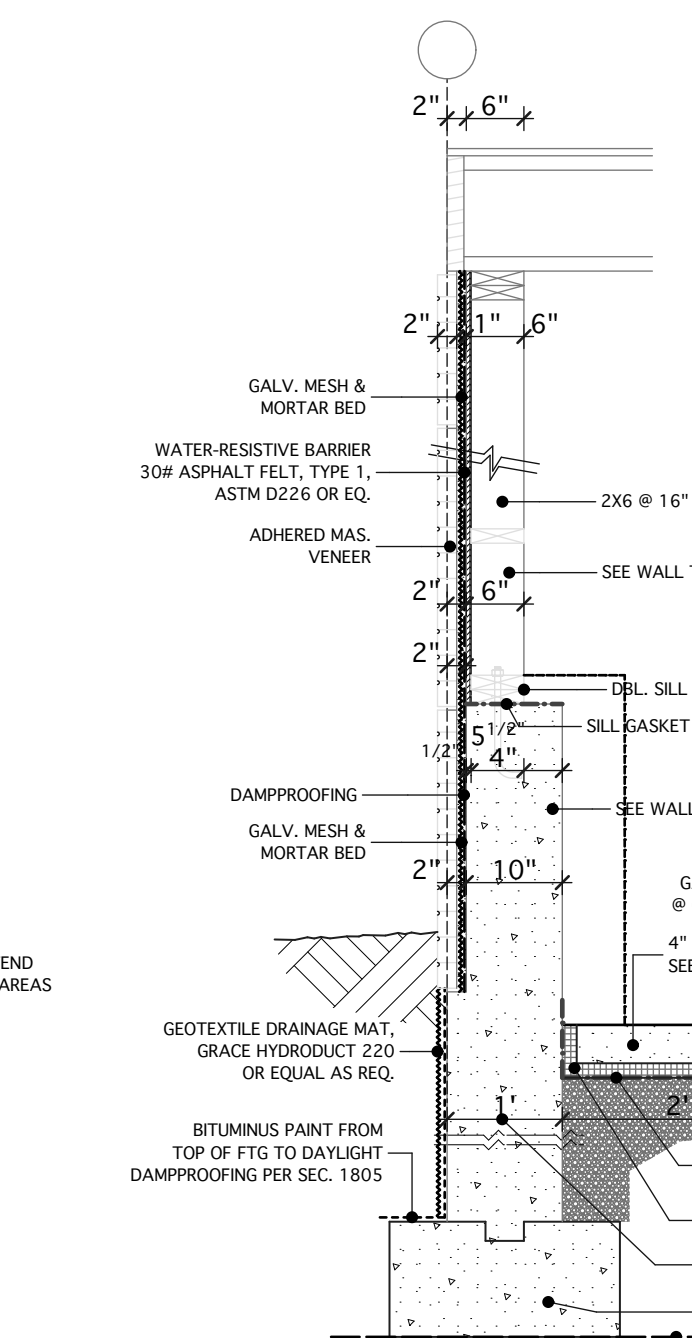 2" 6"
2" 1" 6"
GALV. MESH &
MORTAR BED
WATER-RESISTIVE BARRIER
30# ASPHALT FELT, TYPE 1,
ASTM D226 OR EQ.
2X6 @ 16"
ADHERED MAS.
VENEER
SEE WALL
2" 6"
2"
DBL. SILL
SILL GASKET
5 1/2"
1/2" 4"
DAMPPROOFING
SEE WALL
GALV. MESH &
MORTAR BED
2" 10"
G
@
4"
SEE
END
AREAS
GEOTEXTILE DRAINAGE MAT,
GRACE HYDRODUCT 220
OR EQUAL AS REQ.
1' 2'
BITUMINUS PAINT FROM
TOP OF FTG TO DAYLIGHT
DAMPPROOFING PER SEC. 1805